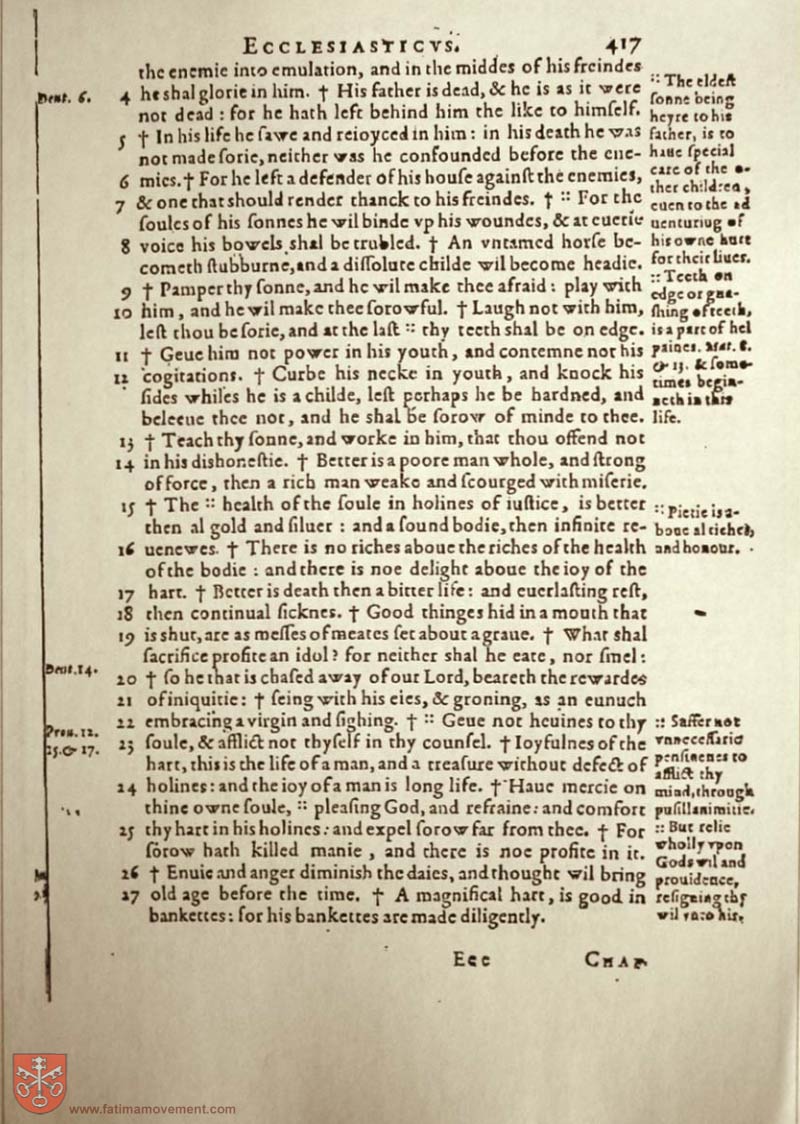 ECCLESIASTICVS. 417
the enemie into emulation, and in the middes of his freindes
4 he shal glorie in him. † His father is dead, & he is as it were
not dead : for he hath left behind him the like to himself.
5 † In his life he sawe and reioyced in him : in his death he was
not made sorie, neither was he confounded before the ene-
6 mies. † For he left a defender of his house against the enemies,
7 & one that should render thanck to his freindes. † :: For the
soules of his sonnes he wil binde vp his woundes, & at euerie
8 voice his bowels shal be trubled. † An vntamed horse be-
cometh stubburne, and a dissolute childe wil become headie.
9 † Pamper thy sonne, and he wil make thee afraid : play with
10 him, and he wil make thee sorowful. † Laugh not with him,
lest thou be sorie, and at the last :: thy teeth shal be on edge.
11 † Geue him not power in his youth, and contemne not his
12 cogitations. † Curbe his necke in youth, and knock his
sides whiles he is a childe, lest perhaps he be hardned, and
beleeue thee not, and he shal be sorow of minde to thee.
13 † Teach thy sonne, and worke in him, that thou offend not
14 in his dishonestie. † Better is a poore man whole, and strong
of force, then a rich man weake and scourged with miserie.
15 † The :: health of the soule in holines of iustice, is better
then al gold and siluer : and a sound bodie, then infinite re-
16 uenewes. † There is no riches aboue the riches of the health
of the bodie : and there is noe delight aboue the ioy of the
17 hart. † Better is death then a bitter life : and euerlasting rest,
18 then continual sicknes. † Good thinges hid in a mouth that
19 is shut, are as messes of meates set about a graue. † What shal
sacrifice profite an idol? for neither shal he eate, nor smel :
20 † so he that is chased away of our Lord, beareth the rewardes
21 of iniquitie : † seing with his eies, & groning, as an eunuch
22 embracing a virgin and sighing. † :: Geue not heuines to thy
23 soule, & afflict not thyself in thy counsel. † Ioyfulnes of the
hart, this is the life of a man, and a treasure without defect of
24 holines : and the ioy of a man is long life. † Haue mercie on
thine owne soule, :: pleasing God, and refraine : and comfort
25 thy hart in his holines : and expel sorow far from thee. † For
sorow hath killed manie , and there is noe profite in it.
26 † Enuie and anger diminish the daies, and thought wil bring
27 old age before the time. † A magnifical hart, is good in
bankettes : for his bankettes are made diligently.
Eee CHAP
Deut. 6.
Deut. 14.
Prou. 12.
15. & 17.
:: The eldest
sonne being
heyre to his
father, is to
haue special
care of the o-
ther children,
euen to the ad
uenturing of
his owne hart
for their liues.
:: Teeth on
edge or gna-
shing of teeth,
is a part of hel
paines. Mat. 8.
& 13. & some-
times begin-
neth in this
life.
:: Pietie is a-
boue al riches,
and honour.
:: Suffer not
vnnecessarie
pensiuenes to
afflict thy
mind, through
pusillanimitie.
:: But relie
wholly vpon
Gods wil and
prouidence,
resigning thy
wil vnto his.
www.fatimamovement.com